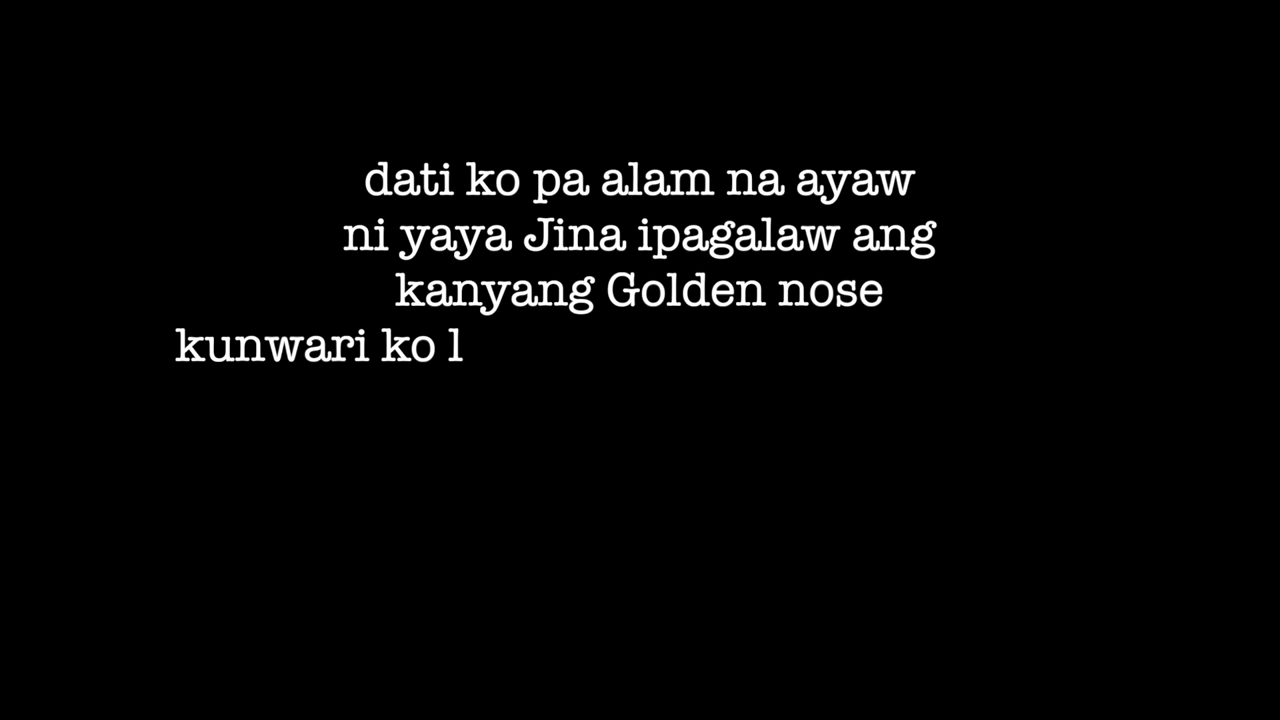 dati ko pa alam na ayaw
ni yaya Jina ipagalaw ang
kanyang Golden nose
kunwari ko l